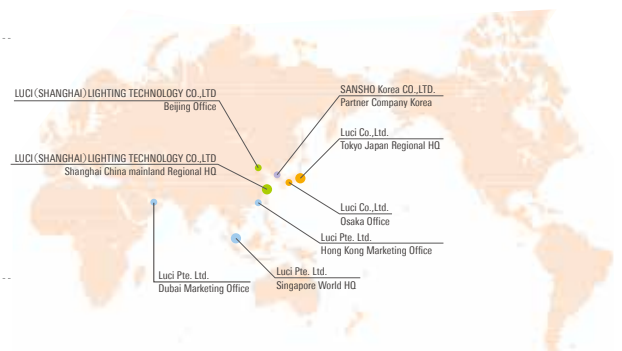 LUCI(SHANGHAI)LIGHTING TECHNOLOGY CO.,LTD
Beijing Office
SANSHO Korea CO.,LTD.
Partner Company Korea
Luci Co.,Ltd.
Tokyo Japan Regional HQ
LUCI(SHANGHAI)LIGHTING TECHNOLOGY CO.,LTD
Shanghai China mainland Regional HQ
Luci Co.,Ltd.
Osaka Office
Luci Pte. Ltd.
Hong Kong Marketing Office
Luci Pte. Ltd.
Dubai Marketing Office
Luci Pte. Ltd.
Singapore World HQ